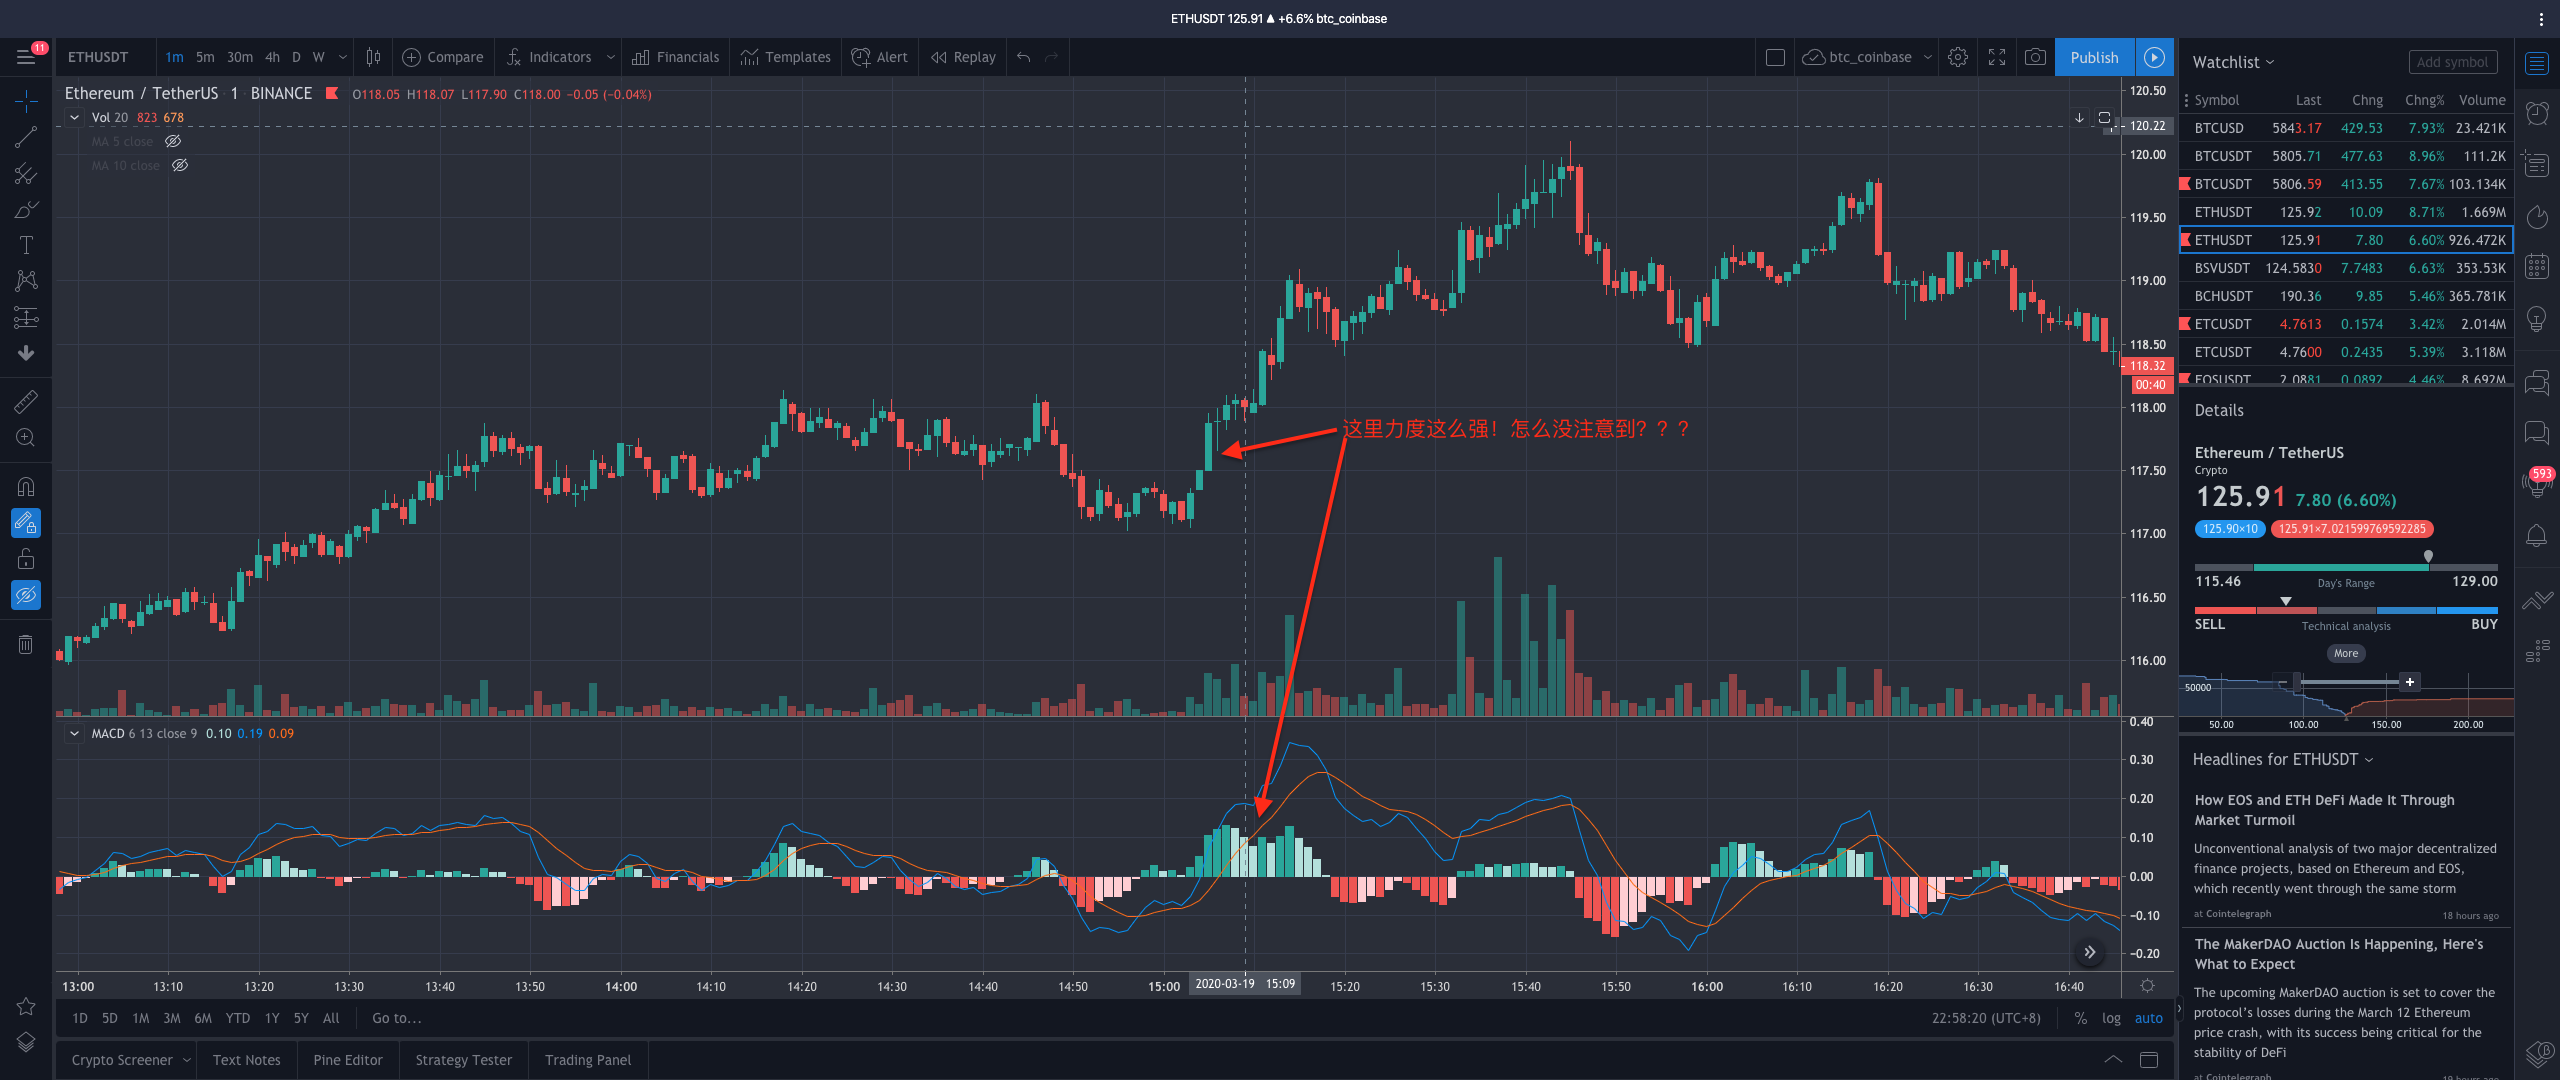 ETHUSDT 125.91 ▲ +6.6% btc_coinbase
11
ETHUSDT 1m 5m 30m 4h D W Compare Indicators Financials Templates Alert Replay btc_coinbase Publish
Ethereum / TetherUS 1 BINANCE O118.05 H118.07 L117.90 C118.00 −0.05 (−0.04%)
Vol 20 823 678
MA 5 close
MA 10 close
这里力度这么强！怎么没注意到？？？
120.50
120.22
120.00
119.50
119.00
118.50
118.32
00:40
118.00
117.50
117.00
116.50
116.00
MACD 6 13 close 9 0.10 0.19 0.09
0.40
0.30
0.20
0.10
0.00
−0.10
−0.20
13:00 13:10 13:20 13:30 13:40 13:50 14:00 14:10 14:20 14:30 14:40 14:50 15:00 2020-03-19 15:09 15:20 15:30 15:40 15:50 16:00 16:10 16:20 16:30 16:40
1D 5D 1M 3M 6M YTD 1Y 5Y All Go to... 22:58:20 (UTC+8) % log auto
Crypto Screener Text Notes Pine Editor Strategy Tester Trading Panel
Watchlist Add symbol
Symbol Last Chng Chng% Volume
BTCUSD 5843.17 429.53 7.93% 23.421K
BTCUSDT 5805.71 477.63 8.96% 111.2K
BTCUSDT 5806.59 413.55 7.67% 103.134K
ETHUSDT 125.92 10.09 8.71% 1.669M
ETHUSDT 125.91 7.80 6.60% 926.472K
BSVUSDT 124.5830 7.7483 6.63% 353.53K
BCHUSDT 190.36 9.85 5.46% 365.781K
ETCUSDT 4.7613 0.1574 3.42% 2.014M
ETCUSDT 4.7600 0.2435 5.39% 3.118M
EOSUSDT 2.0881 0.0892 4.46% 8.692M
Details
Ethereum / TetherUS
Crypto
125.91 7.80 (6.60%)
125.90×10 125.91×7.021599769592285
115.46 Day's Range 129.00
SELL Technical analysis BUY
More
50000
50.00 100.00 150.00 200.00
Headlines for ETHUSDT
How EOS and ETH DeFi Made It Through
Market Turmoil
Unconventional analysis of two major decentralized
finance projects, based on Ethereum and EOS,
which recently went through the same storm
at Cointelegraph 18 hours ago
The MakerDAO Auction Is Happening, Here's
What to Expect
The upcoming MakerDAO auction is set to cover the
protocol's losses during the March 12 Ethereum
price crash, with its success being critical for the
stability of DeFi
at Cointelegraph 19 hours ago
593